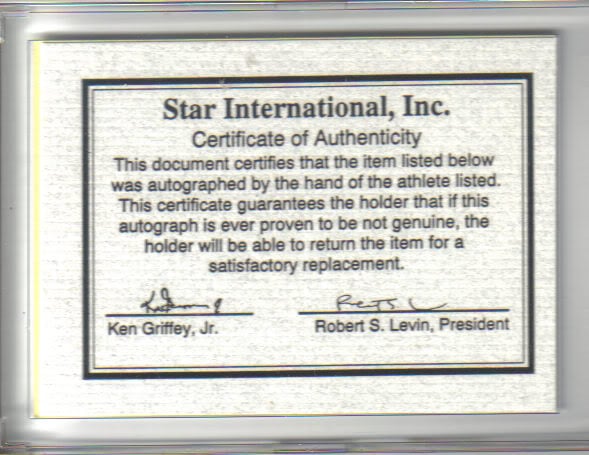 Star International, Inc.
Certificate of Authenticity
This document certifies that the item listed below
was autographed by the hand of the athlete listed.
This certificate guarantees the holder that if this
autograph is ever proven to be not genuine, the
holder will be able to return the item for a
satisfactory replacement.
Ken Griffey, Jr.
Robert S. Levin, President